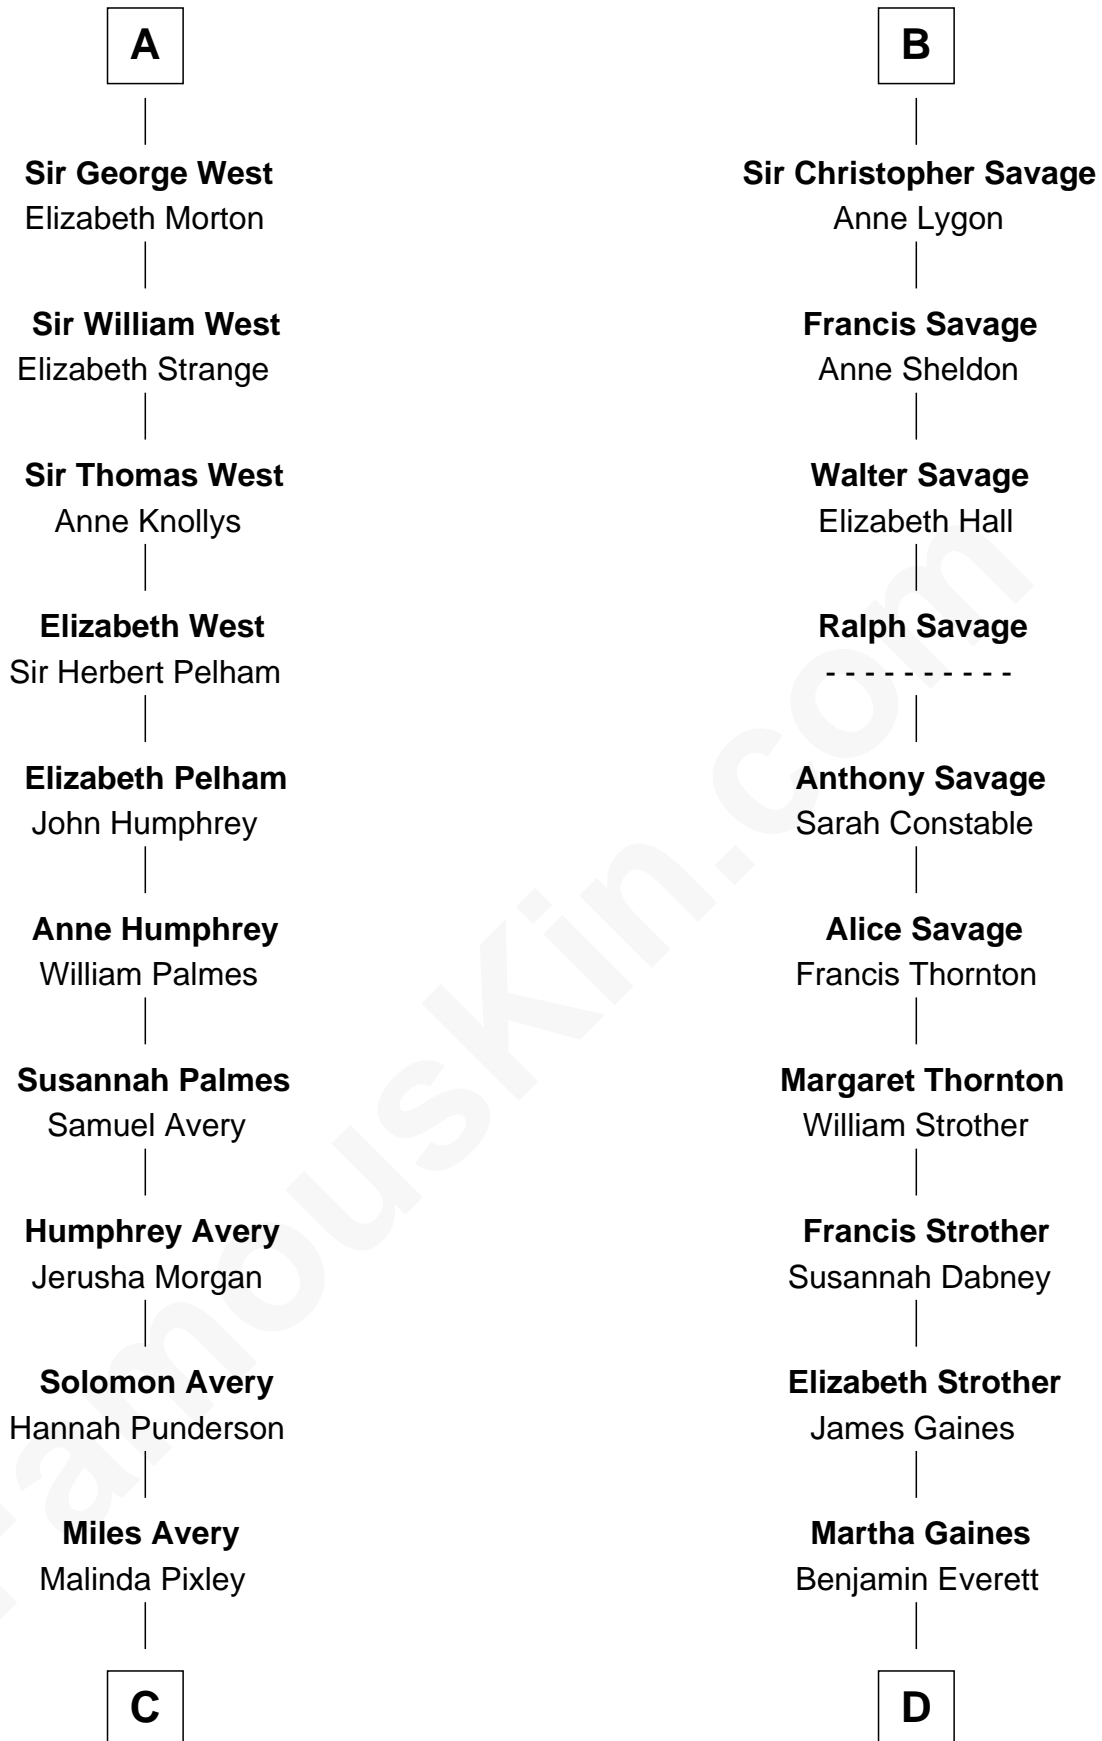 A
Sir George West
Elizabeth Morton
Sir William West
Elizabeth Strange
Sir Thomas West
Anne Knollys
Elizabeth West
Sir Herbert Pelham
Elizabeth Pelham
John Humphrey
Anne Humphrey
William Palmes
Susannah Palmes
Samuel Avery
Humphrey Avery
Jerusha Morgan
Solomon Avery
Hannah Punderson
Miles Avery
Malinda Pixley
C
B
Sir Christopher Savage
Anne Lygon
Francis Savage
Anne Sheldon
Walter Savage
Elizabeth Hall
Ralph Savage
- - - - - - - - - -
Anthony Savage
Sarah Constable
Alice Savage
Francis Thornton
Margaret Thornton
William Strother
Francis Strother
Susannah Dabney
Elizabeth Strother
James Gaines
Martha Gaines
Benjamin Everett
D
FamousKin.com